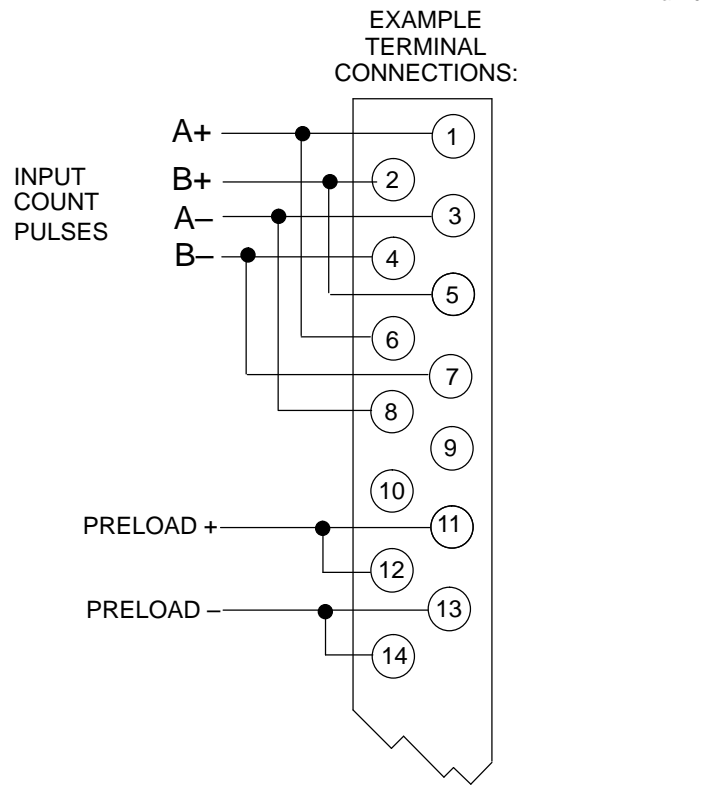 EXAMPLE
TERMINAL
CONNECTIONS:
A+
1
INPUT
COUNT
PULSES
B+
2
A–
3
B–
4
5
6
7
8
9
10
PRELOAD +
11
12
PRELOAD –
13
14